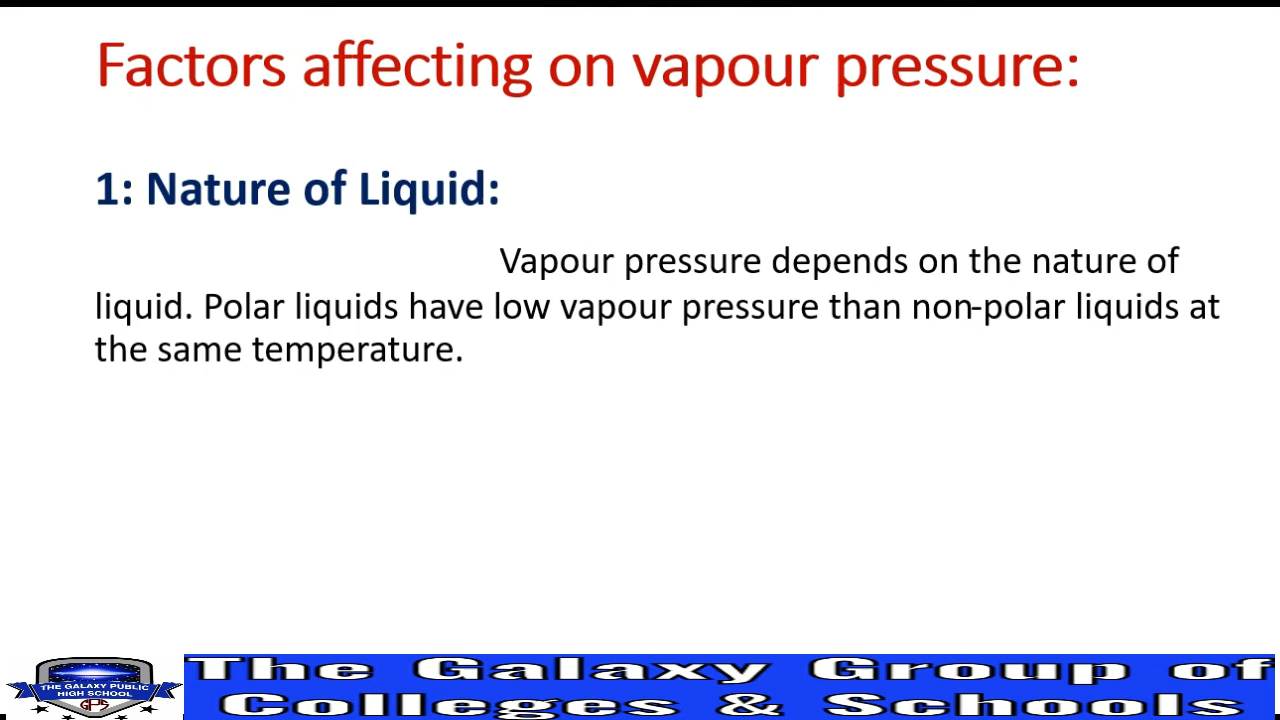 Factors affecting on vapour pressure:
1: Nature of Liquid:
Vapour pressure depends on the nature of
liquid. Polar liquids have low vapour pressure than non-polar liquids at
the same temperature.
THE GALAXY PUBLIC
HIGH SCHOOL
GPS
The Galaxy Group of
Colleges & Schools